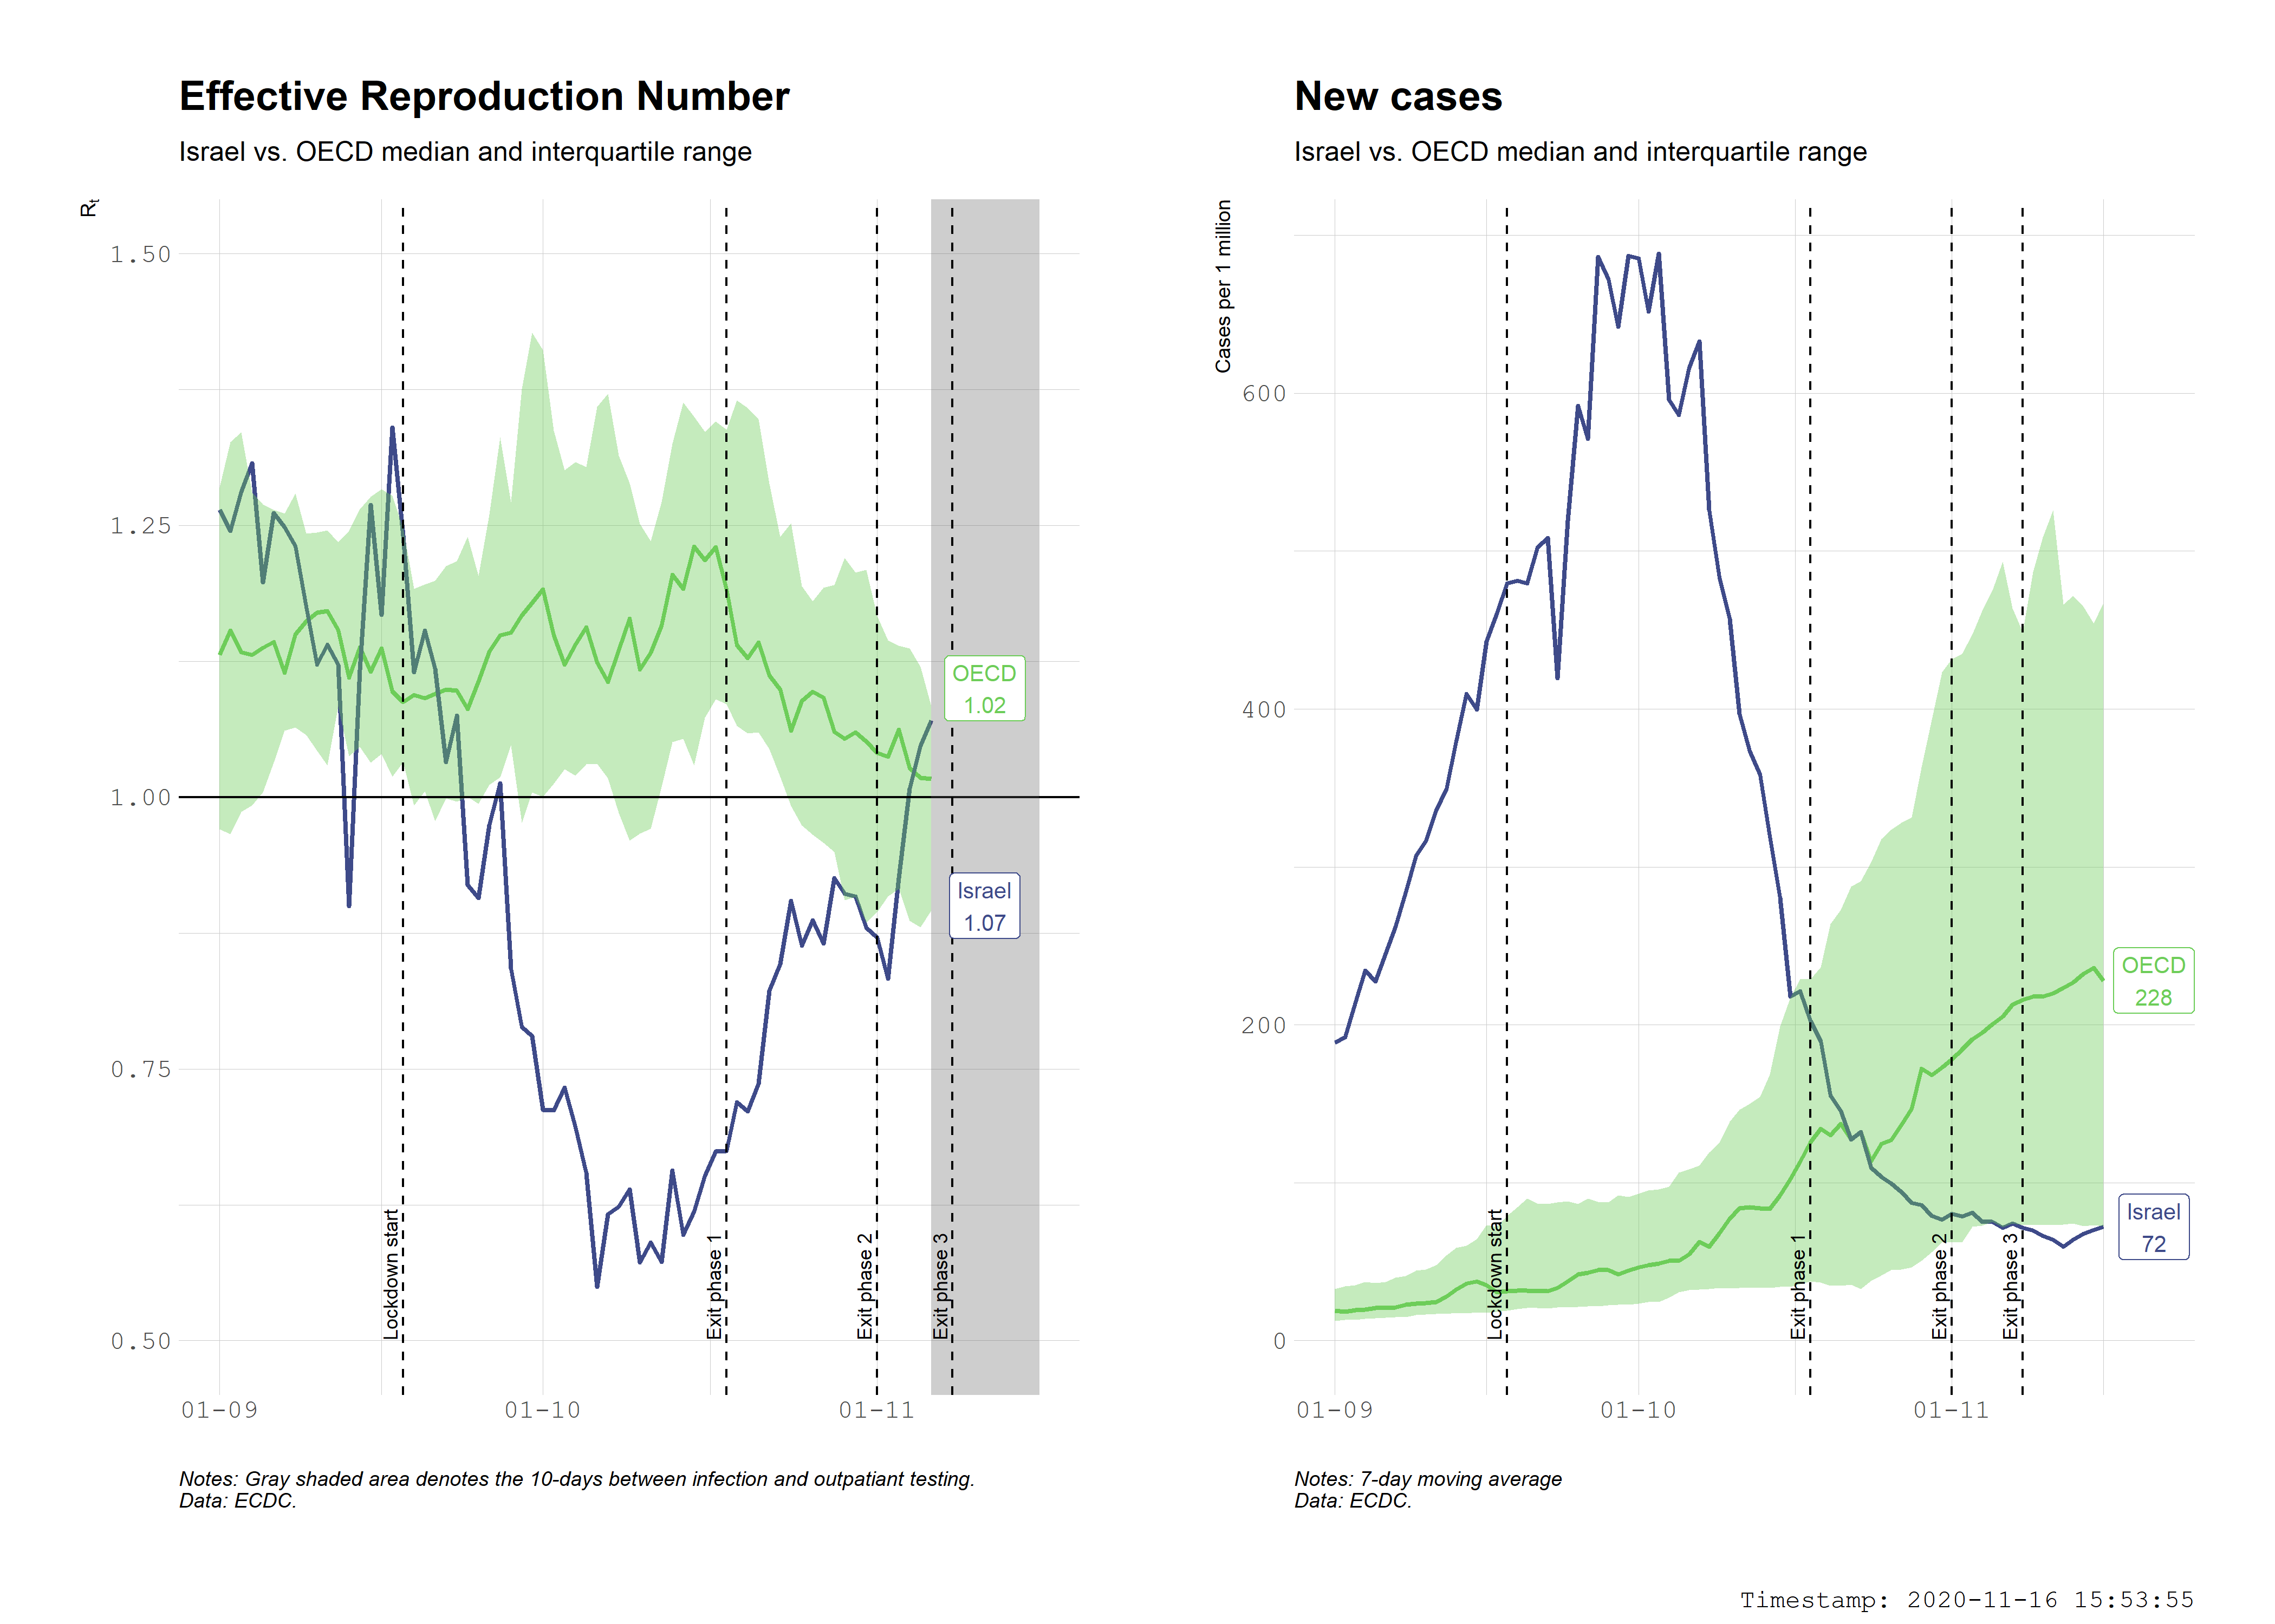 Effective Reproduction Number
Israel vs. OECD median and interquartile range
Rt
1.50
1.25
1.00
0.75
0.50
Lockdown start
Exit phase 1
Exit phase 2
Exit phase 3
OECD
1.02
Israel
1.07
01-09
01-10
01-11
Notes: Gray shaded area denotes the 10-days between infection and outpatiant testing.
Data: ECDC.
New cases
Israel vs. OECD median and interquartile range
Cases per 1 million
600
400
200
0
Lockdown start
Exit phase 1
Exit phase 2
Exit phase 3
OECD
228
Israel
72
01-09
01-10
01-11
Notes: 7-day moving average
Data: ECDC.
Timestamp: 2020-11-16 15:53:55